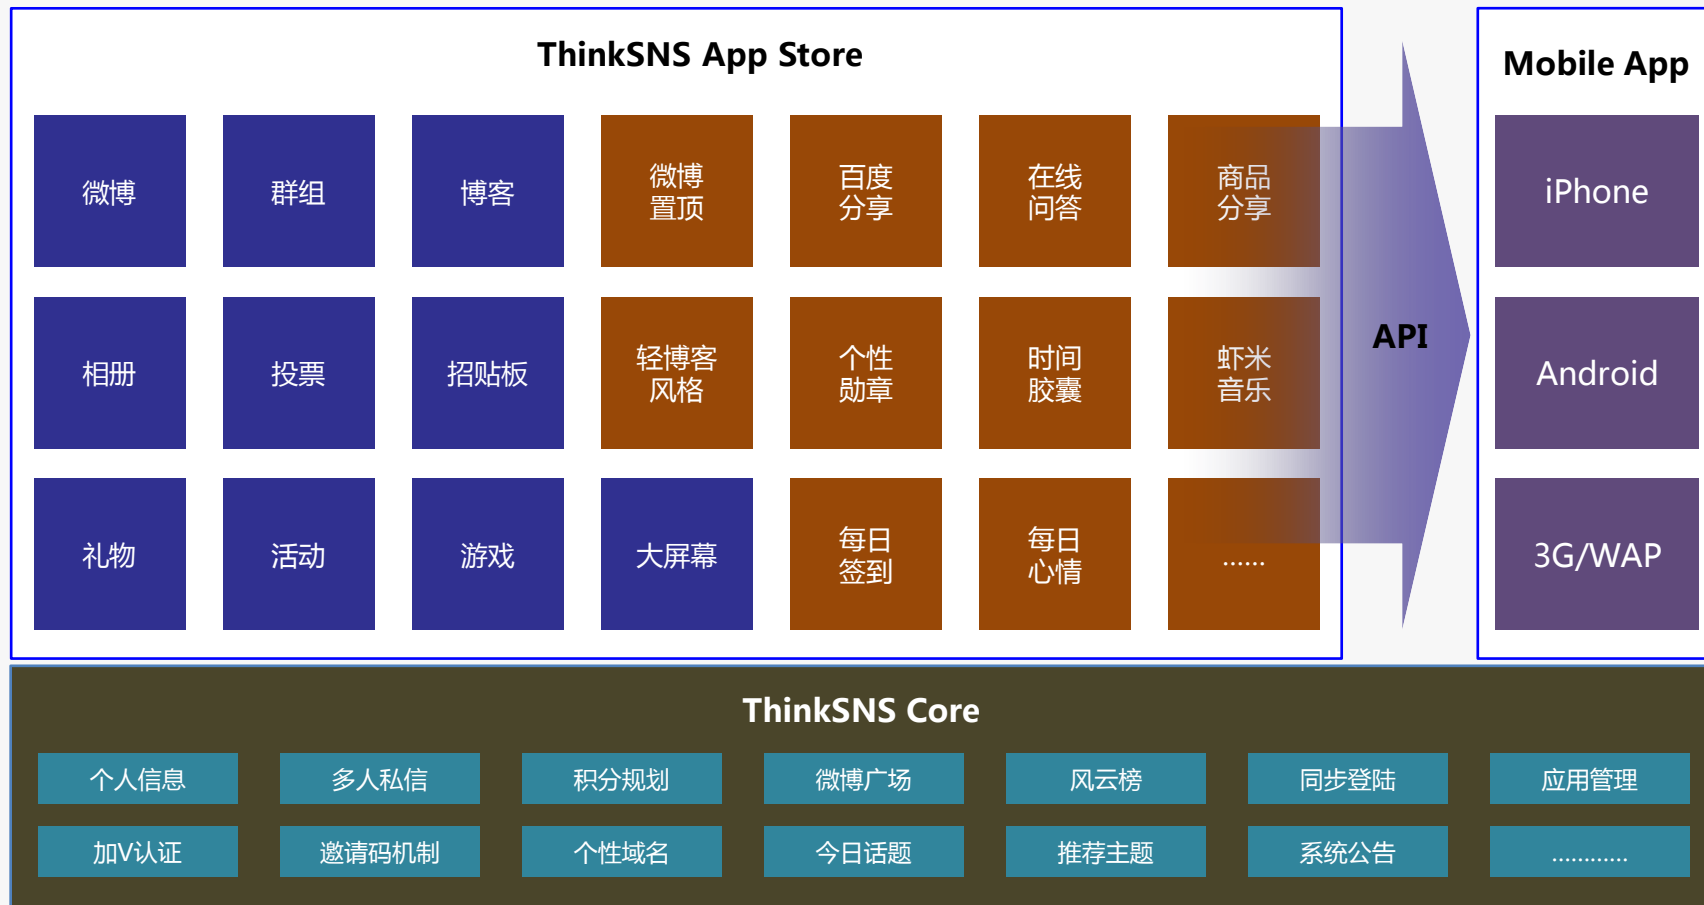 ThinkSNS App Store
Mobile App
微博
群组
博客
微博
置顶
百度
分享
在线
问答
商品
分享
iPhone
相册
投票
招贴板
轻博客
风格
个性
勋章
时间
胶囊
虾米
音乐
API
Android
礼物
活动
游戏
大屏幕
每日
签到
每日
心情
......
3G/WAP
ThinkSNS Core
个人信息
多人私信
积分规划
微博广场
风云榜
同步登陆
应用管理
加V认证
邀请码机制
个性域名
今日话题
推荐主题
系统公告
............